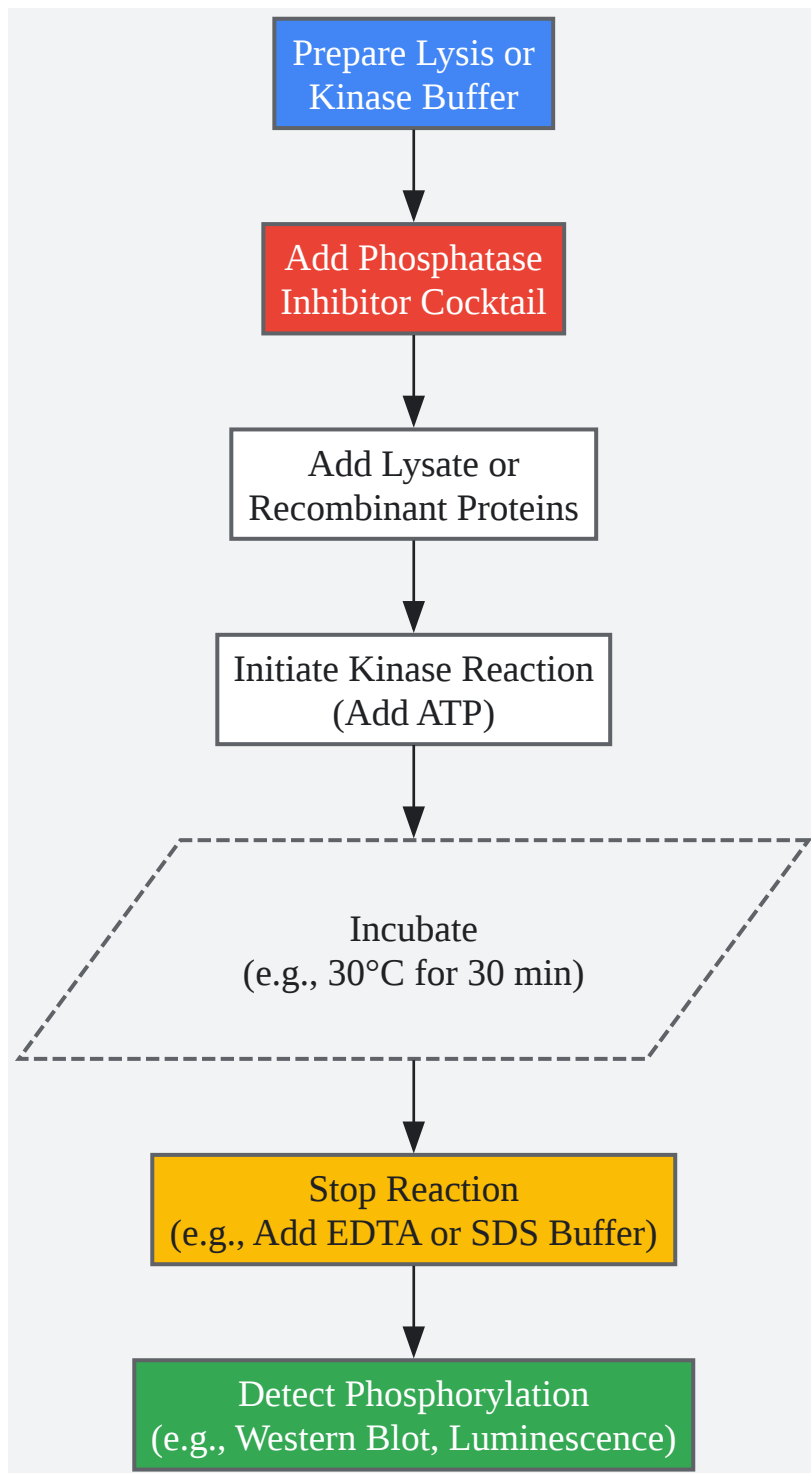 Prepare Lysis or
Kinase Buffer
Add Phosphatase
Inhibitor Cocktail
Add Lysate or
Recombinant Proteins
Initiate Kinase Reaction
(Add ATP)
Incubate
(e.g., 30°C for 30 min)
Stop Reaction
(e.g., Add EDTA or SDS Buffer)
Detect Phosphorylation
(e.g., Western Blot, Luminescence)